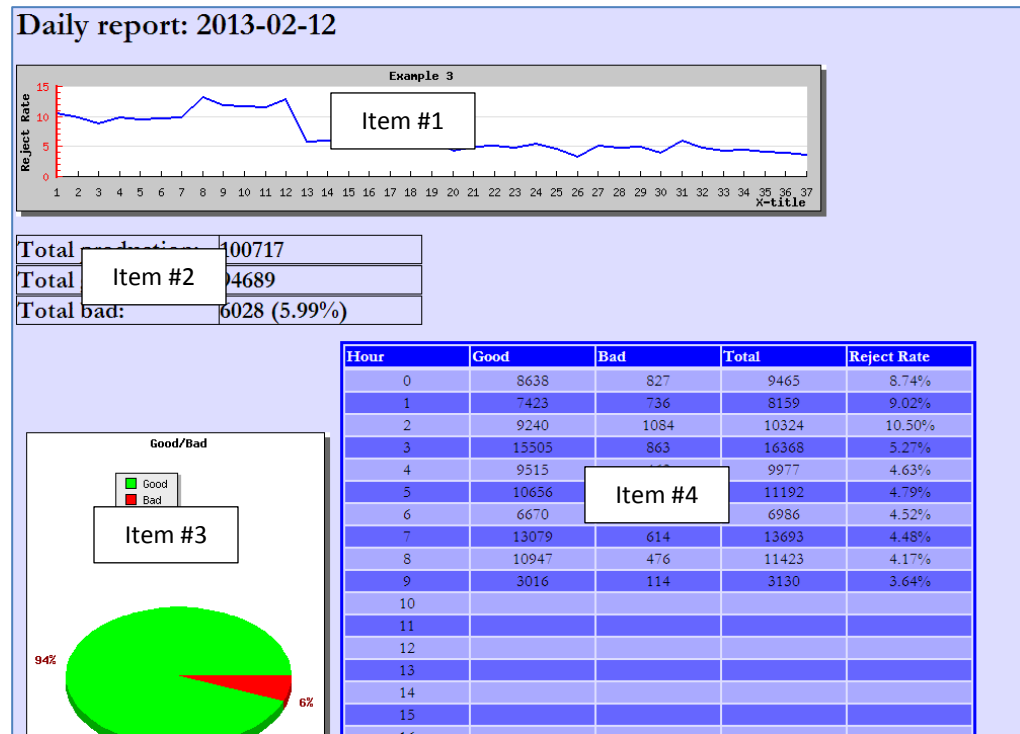 Daily report: 2013-02-12
Example 3
Reject Rate
15
10
5
0
Item #1
1 2 3 4 5 6 7 8 9 10 11 12 13 14 15 16 17 18 19 20 21 22 23 24 25 26 27 28 29 30 31 32 33 34 35 36 37
X-title
Total 100717
Total 94689
Item #2
Total bad: 6028 (5.99%)
Hour Good Bad Total Reject Rate
0 8638 827 9465 8.74%
1 7423 736 8159 9.02%
2 9240 1084 10324 10.50%
3 15505 863 16368 5.27%
4 9515 9977 4.63%
5 10656 11192 4.79%
6 6670 6986 4.52%
7 13079 614 13693 4.48%
8 10947 476 11423 4.17%
9 3016 114 3130 3.64%
10
11
12
13
14
15
Item #4
Good/Bad
Good
Bad
Item #3
94%
6%